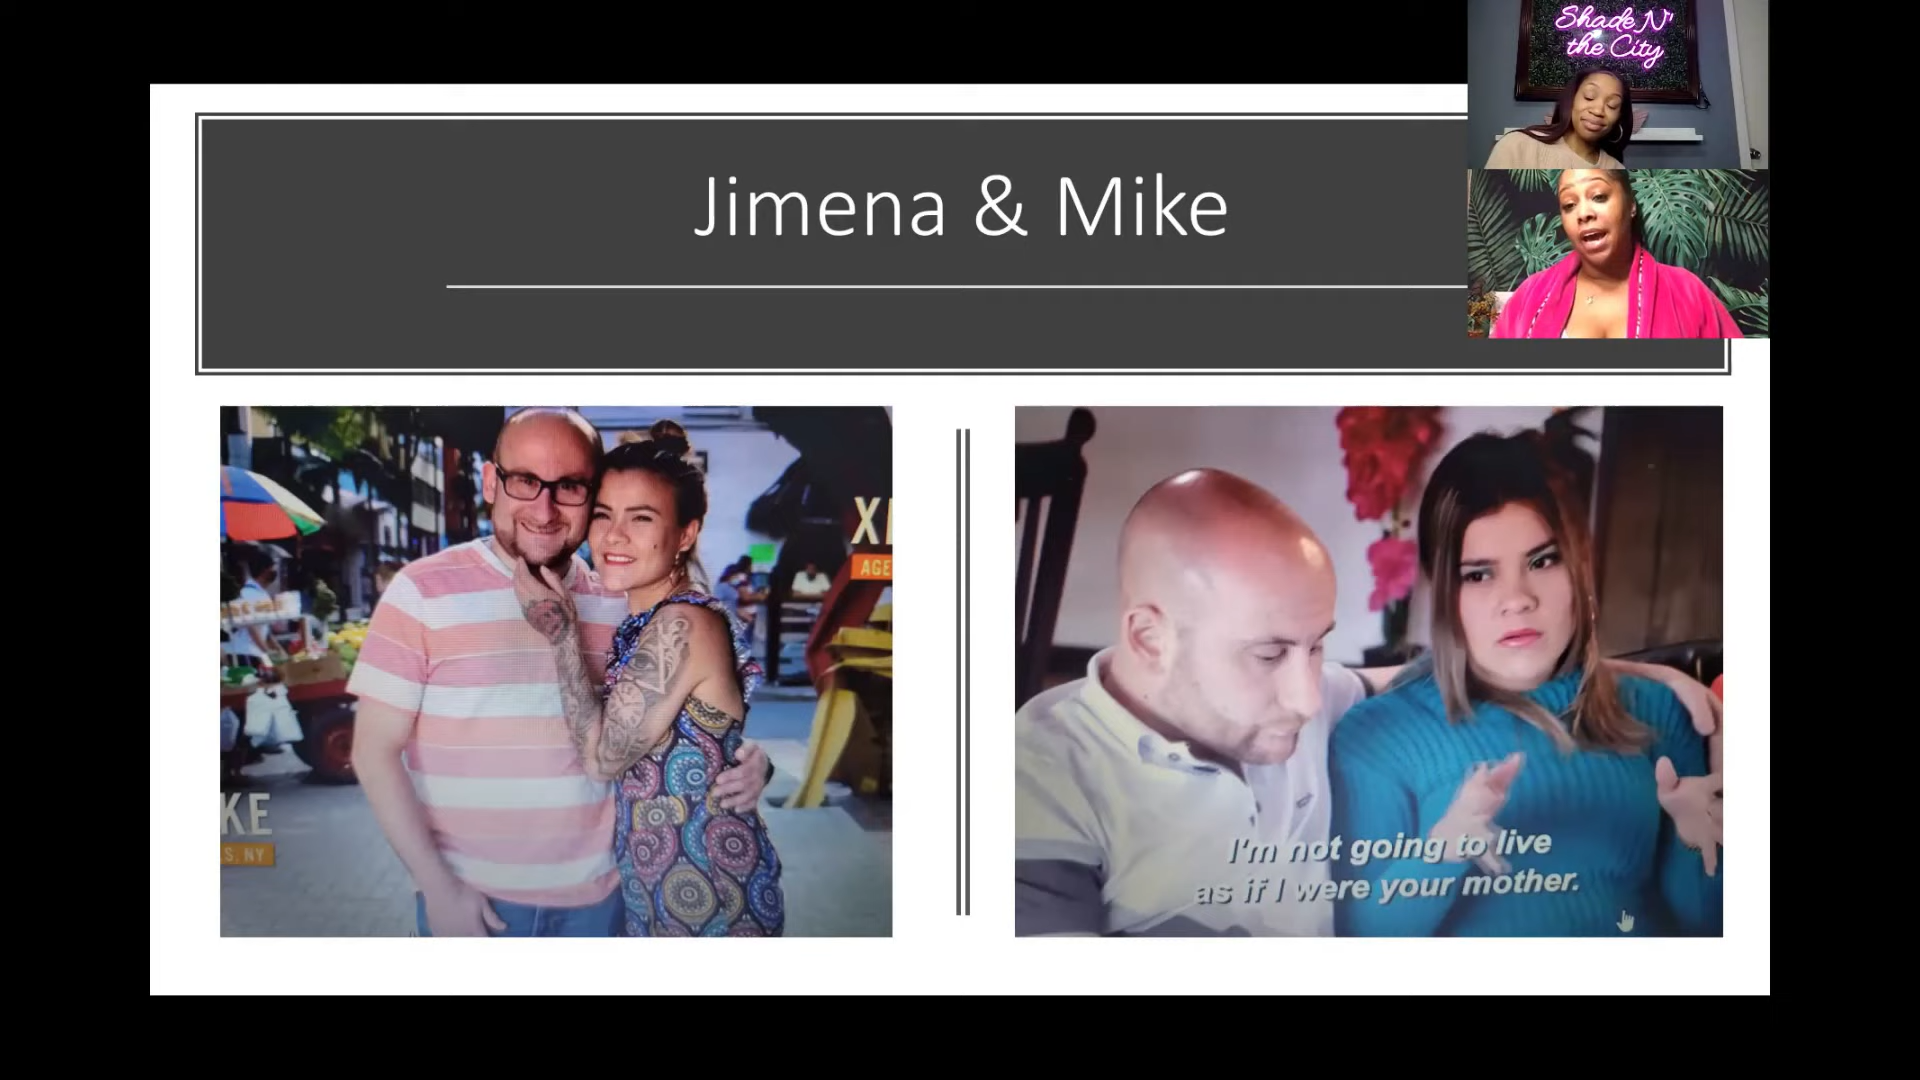 Shade N'
the City
Jimena & Mike
XI
AGE
KE
S, NY
I'm not going to live
as if I were your mother.